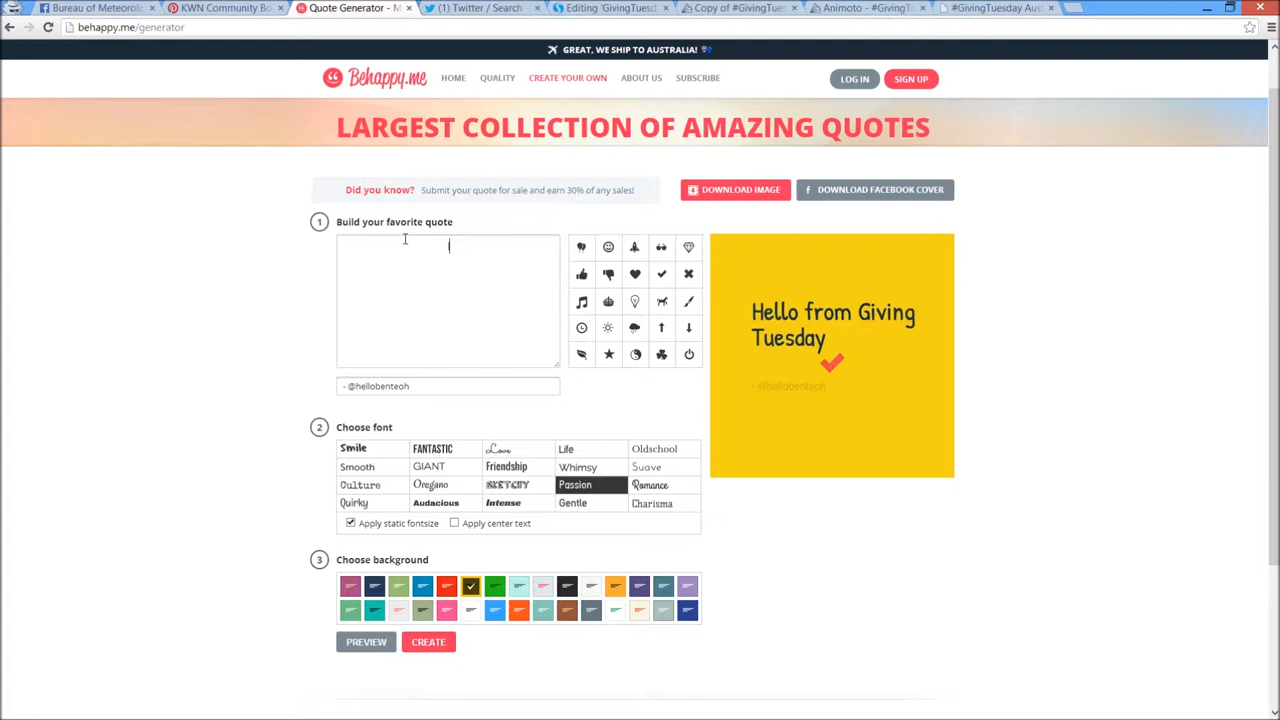 Bureau of Meteorolo
KWN Community Bo
Quote Generator - M
(1) Twitter / Search -
Editing 'GivingTuesd
Copy of #GivingTues
Animoto - #GivingTu
#GivingTuesday Aust
behappy.me/generator
GREAT, WE SHIP TO AUSTRALIA!
Behappy.me
HOME
QUALITY
CREATE YOUR OWN
ABOUT US
SUBSCRIBE
LOG IN
SIGN UP
LARGEST COLLECTION OF AMAZING QUOTES
Did you know? Submit your quote for sale and earn 30% of any sales!
DOWNLOAD IMAGE
DOWNLOAD FACEBOOK COVER
1 Build your favorite quote
- @hellobenteoh
Hello from Giving
Tuesday
- @hellobenteoh
2 Choose font
Smile FANTASTIC Love Life Oldschool
Smooth GIANT Friendship Whimsy Suave
Culture Oregano SKETCHY Passion Romance
Quirky Audacious Intense Gentle Charisma
Apply static fontsize Apply center text
3 Choose background
PREVIEW
CREATE